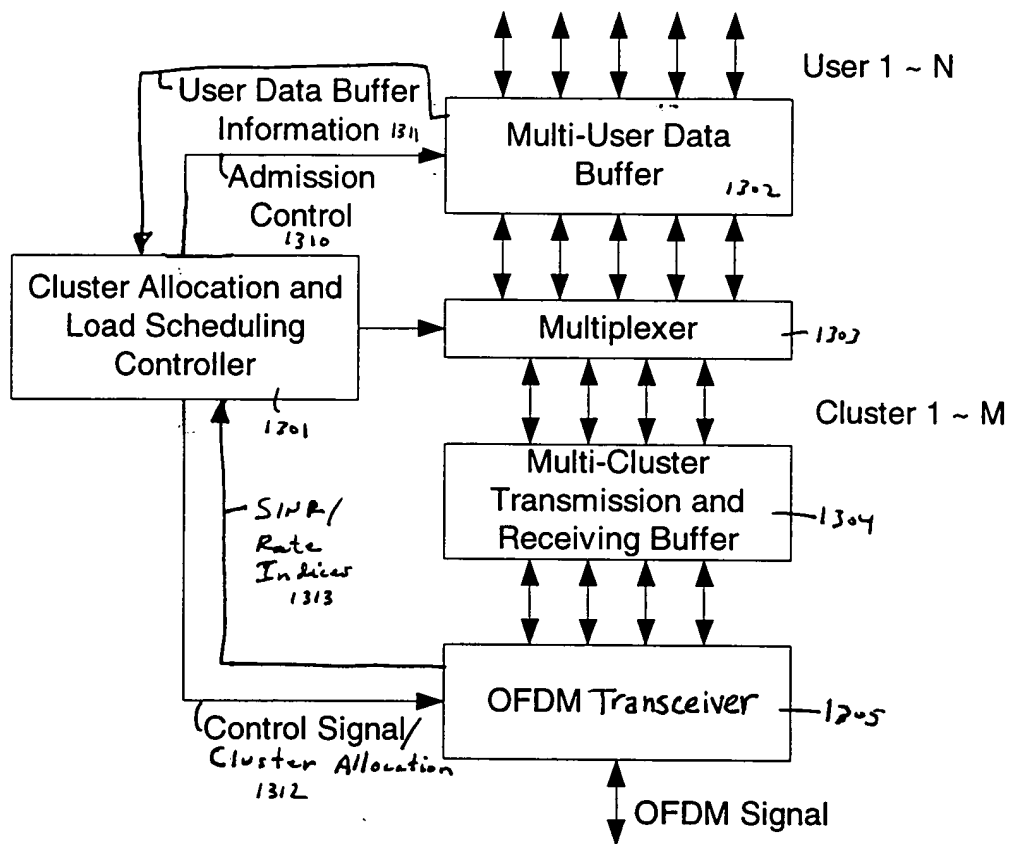 User 1 ~ N
User Data Buffer
Information 1311
Multi-User Data
Buffer
1302
Admission
Control
1310
Cluster Allocation and
Load Scheduling
Controller
1301
Multiplexer
1303
Cluster 1 ~ M
Multi-Cluster
Transmission and
Receiving Buffer
1304
SINR/
Rate
Indices
1313
OFDM Transceiver
1305
Control Signal/
Cluster Allocation
1312
OFDM Signal